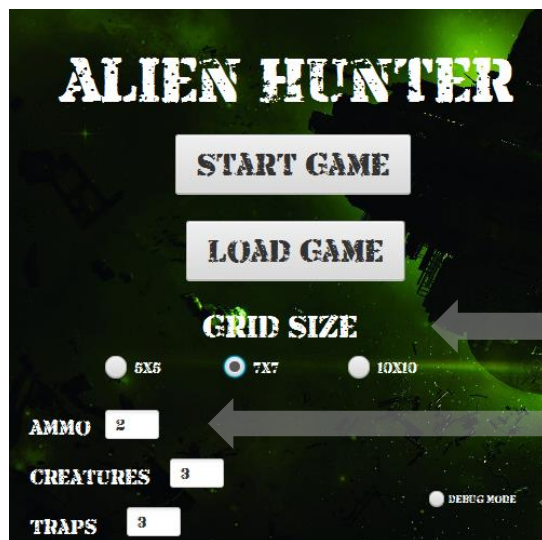 ALIEN HUNTER
START GAME
LOAD GAME
GRID SIZE
5X5 7X7 10X10
AMMO 2
CREATURES 3
DEBUG MODE
TRAPS 3